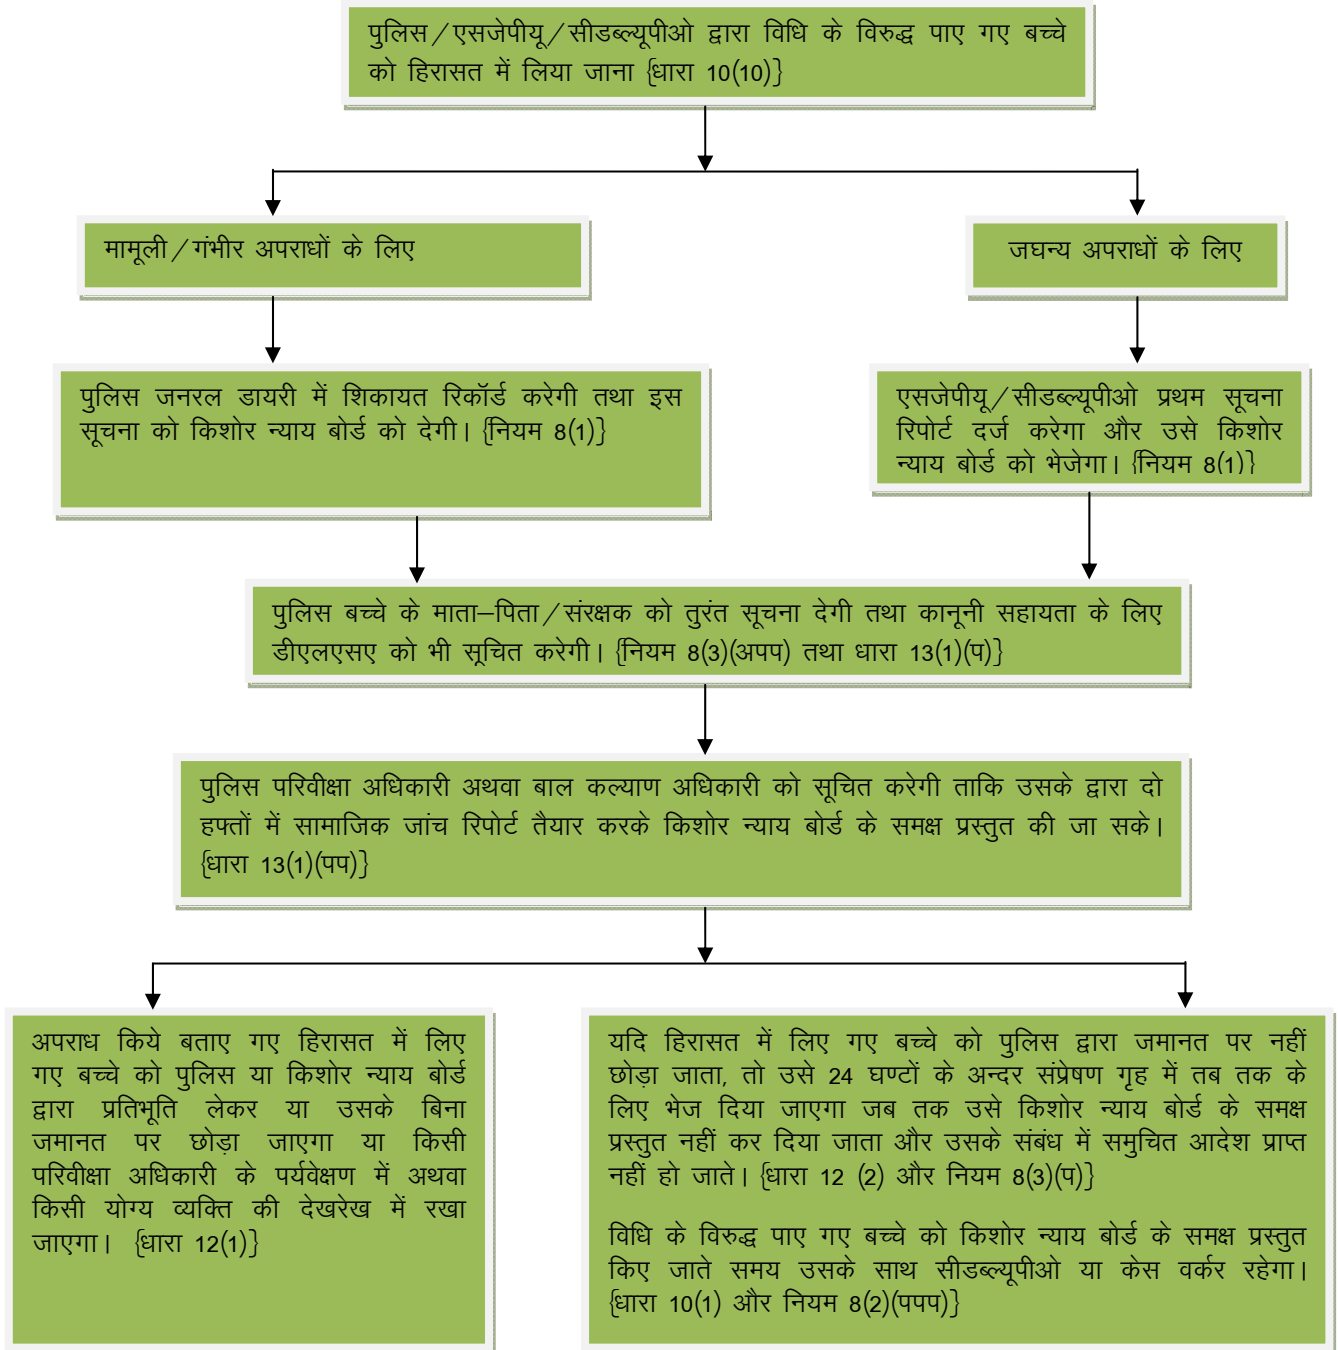 पुलिस/एसजेपीयू/सीडब्ल्यूपीओ द्वारा विधि के विरुद्ध पाए गए बच्चे
को हिरासत में लिया जाना {धारा 10(10)}
मामूली/गंभीर अपराधों के लिए
जघन्य अपराधों के लिए
पुलिस जनरल डायरी में शिकायत रिकॉर्ड करेगी तथा इस
सूचना को किशोर न्याय बोर्ड को देगी। {नियम 8(1)}
एसजेपीयू/सीडब्ल्यूपीओ प्रथम सूचना
रिपोर्ट दर्ज करेगा और उसे किशोर
न्याय बोर्ड को भेजेगा। {नियम 8(1)}
पुलिस बच्चे के माता–पिता/संरक्षक को तुरंत सूचना देगी तथा कानूनी सहायता के लिए
डीएलएसए को भी सूचित करेगी। {नियम 8(3)(अपप) तथा धारा 13(1)(प)}
पुलिस परिवीक्षा अधिकारी अथवा बाल कल्याण अधिकारी को सूचित करेगी ताकि उसके द्वारा दो
हफ्तों में सामाजिक जांच रिपोर्ट तैयार करके किशोर न्याय बोर्ड के समक्ष प्रस्तुत की जा सके।
{धारा 13(1)(पप)}
अपराध किये बताए गए हिरासत में लिए
गए बच्चे को पुलिस या किशोर न्याय बोर्ड
द्वारा प्रतिभूति लेकर या उसके बिना
जमानत पर छोड़ा जाएगा या किसी
परिवीक्षा अधिकारी के पर्यवेक्षण में अथवा
किसी योग्य व्यक्ति की देखरेख में रखा
जाएगा। {धारा 12(1)}
यदि हिरासत में लिए गए बच्चे को पुलिस द्वारा जमानत पर नहीं
छोड़ा जाता, तो उसे 24 घण्टों के अन्दर संप्रेषण गृह में तब तक के
लिए भेज दिया जाएगा जब तक उसे किशोर न्याय बोर्ड के समक्ष
प्रस्तुत नहीं कर दिया जाता और उसके संबंध में समुचित आदेश प्राप्त
नहीं हो जाते। {धारा 12 (2) और नियम 8(3)(प)}
विधि के विरुद्ध पाए गए बच्चे को किशोर न्याय बोर्ड के समक्ष प्रस्तुत
किए जाते समय उसके साथ सीडब्ल्यूपीओ या केस वर्कर रहेगा।
{धारा 10(1) और नियम 8(2)(पपप)}